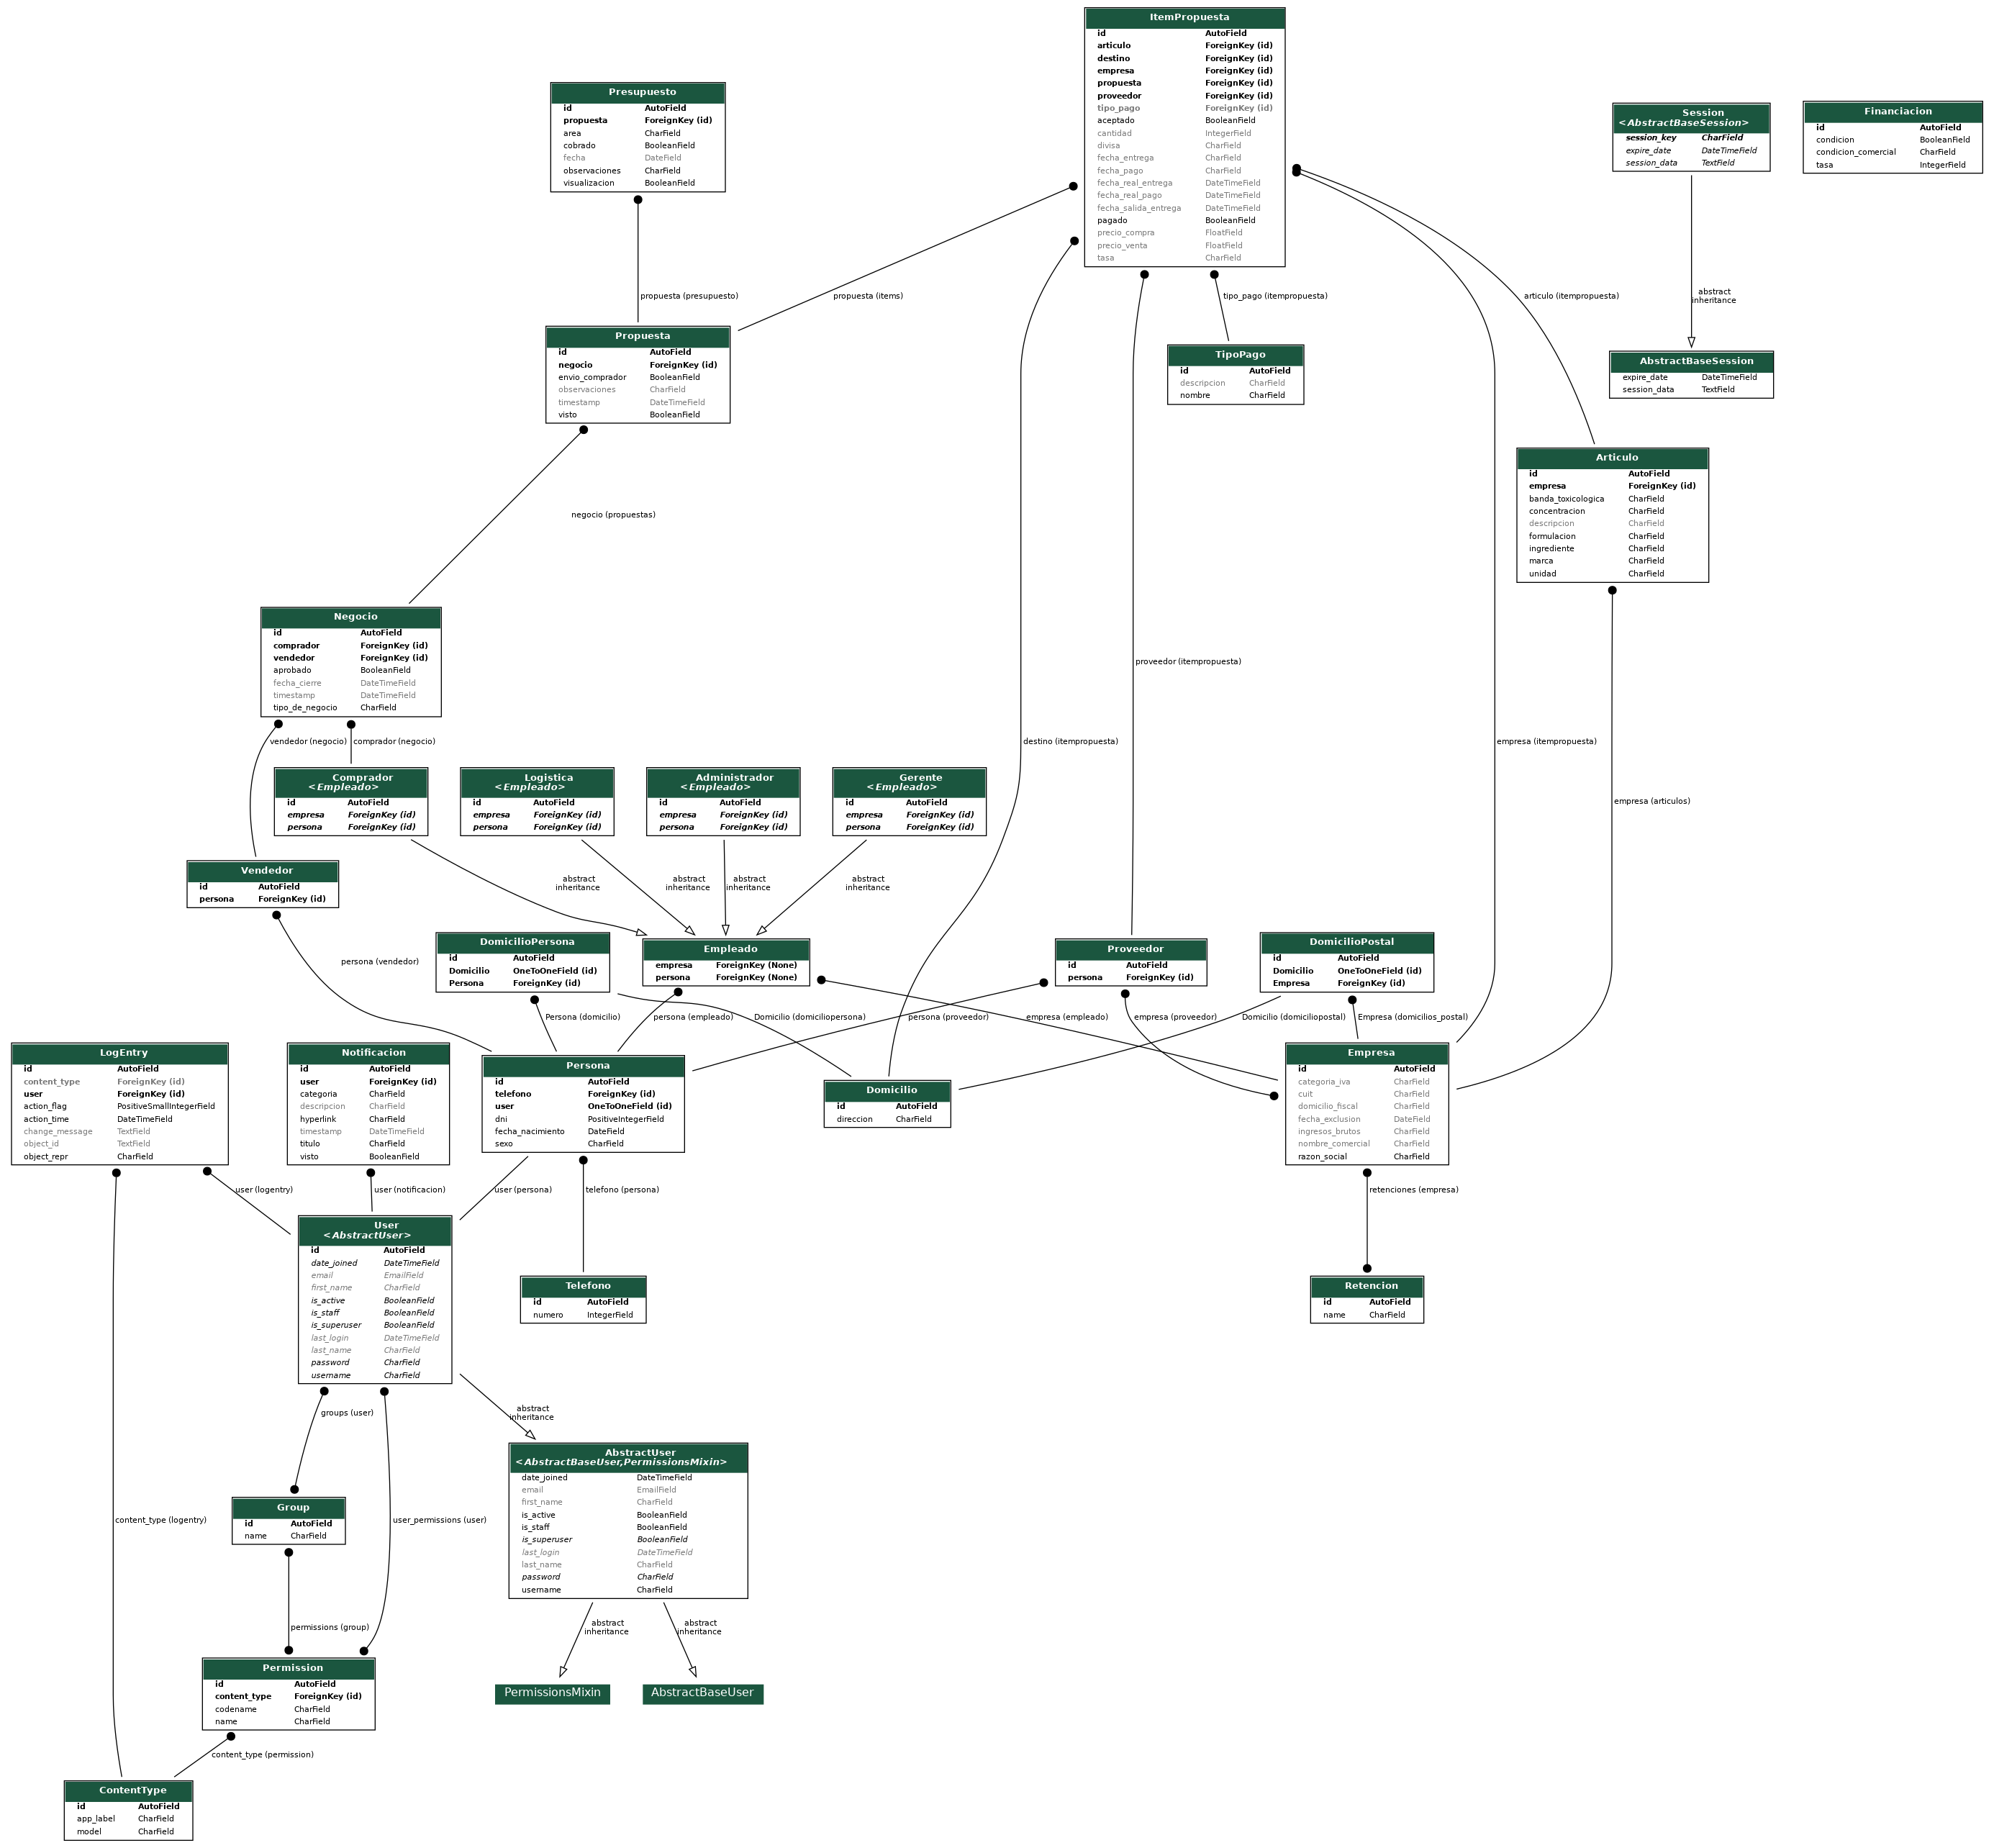 ItemPropuesta
id AutoField
articulo ForeignKey (id)
destino ForeignKey (id)
empresa ForeignKey (id)
propuesta ForeignKey (id)
proveedor ForeignKey (id)
tipo_pago ForeignKey (id)
aceptado BooleanField
cantidad IntegerField
divisa CharField
fecha_entrega CharField
fecha_pago CharField
fecha_real_entrega DateTimeField
fecha_real_pago DateTimeField
fecha_salida_entrega DateTimeField
pagado BooleanField
precio_compra FloatField
precio_venta FloatField
tasa CharField
Presupuesto
id AutoField
propuesta ForeignKey (id)
area CharField
cobrado BooleanField
fecha DateField
observaciones CharField
visualizacion BooleanField
Session
<AbstractBaseSession>
session_key CharField
expire_date DateTimeField
session_data TextField
Financiacion
id AutoField
condicion BooleanField
condicion_comercial CharField
tasa IntegerField
propuesta (presupuesto)
propuesta (items)
tipo_pago (itempropuesta)
articulo (itempropuesta)
abstract
inheritance
Propuesta
id AutoField
negocio ForeignKey (id)
envio_comprador BooleanField
observaciones CharField
timestamp DateTimeField
visto BooleanField
TipoPago
id AutoField
descripcion CharField
nombre CharField
AbstractBaseSession
expire_date DateTimeField
session_data TextField
Articulo
id AutoField
empresa ForeignKey (id)
banda_toxicologica CharField
concentracion CharField
descripcion CharField
formulacion CharField
ingrediente CharField
marca CharField
unidad CharField
negocio (propuestas)
Negocio
id AutoField
comprador ForeignKey (id)
vendedor ForeignKey (id)
aprobado BooleanField
fecha_cierre DateTimeField
timestamp DateTimeField
tipo_de_negocio CharField
proveedor (itempropuesta)
vendedor (negocio)
comprador (negocio)
destino (itempropuesta)
empresa (itempropuesta)
empresa (articulos)
Comprador
<Empleado>
id AutoField
empresa ForeignKey (id)
persona ForeignKey (id)
Logistica
<Empleado>
id AutoField
empresa ForeignKey (id)
persona ForeignKey (id)
Administrador
<Empleado>
id AutoField
empresa ForeignKey (id)
persona ForeignKey (id)
Gerente
<Empleado>
id AutoField
empresa ForeignKey (id)
persona ForeignKey (id)
Vendedor
id AutoField
persona ForeignKey (id)
abstract
inheritance
abstract
inheritance
abstract
inheritance
abstract
inheritance
persona (vendedor)
DomicilioPersona
id AutoField
Domicilio OneToOneField (id)
Persona ForeignKey (id)
Empleado
empresa ForeignKey (None)
persona ForeignKey (None)
Proveedor
id AutoField
persona ForeignKey (id)
DomicilioPostal
id AutoField
Domicilio OneToOneField (id)
Empresa ForeignKey (id)
Persona (domicilio)
persona (empleado)
Domicilio (domiciliopersona)
persona (proveedor)
empresa (empleado)
empresa (proveedor)
Domicilio (domiciliopostal)
Empresa (domicilios_postal)
LogEntry
id AutoField
content_type ForeignKey (id)
user ForeignKey (id)
action_flag PositiveSmallIntegerField
action_time DateTimeField
change_message TextField
object_id TextField
object_repr CharField
Notificacion
id AutoField
user ForeignKey (id)
categoria CharField
descripcion CharField
hyperlink CharField
timestamp DateTimeField
titulo CharField
visto BooleanField
Persona
id AutoField
telefono ForeignKey (id)
user OneToOneField (id)
dni PositiveIntegerField
fecha_nacimiento DateField
sexo CharField
Domicilio
id AutoField
direccion CharField
Empresa
id AutoField
categoria_iva CharField
cuit CharField
domicilio_fiscal CharField
fecha_exclusion DateField
ingresos_brutos CharField
nombre_comercial CharField
razon_social CharField
user (logentry)
user (notificacion)
user (persona)
telefono (persona)
retenciones (empresa)
User
<AbstractUser>
id AutoField
date_joined DateTimeField
email EmailField
first_name CharField
is_active BooleanField
is_staff BooleanField
is_superuser BooleanField
last_login DateTimeField
last_name CharField
password CharField
username CharField
Telefono
id AutoField
numero IntegerField
Retencion
id AutoField
name CharField
groups (user)
abstract
inheritance
AbstractUser
<AbstractBaseUser,PermissionsMixin>
date_joined DateTimeField
email EmailField
first_name CharField
is_active BooleanField
is_staff BooleanField
is_superuser BooleanField
last_login DateTimeField
last_name CharField
password CharField
username CharField
Group
id AutoField
name CharField
content_type (logentry)
user_permissions (user)
permissions (group)
abstract
inheritance
abstract
inheritance
Permission
id AutoField
content_type ForeignKey (id)
codename CharField
name CharField
PermissionsMixin
AbstractBaseUser
content_type (permission)
ContentType
id AutoField
app_label CharField
model CharField